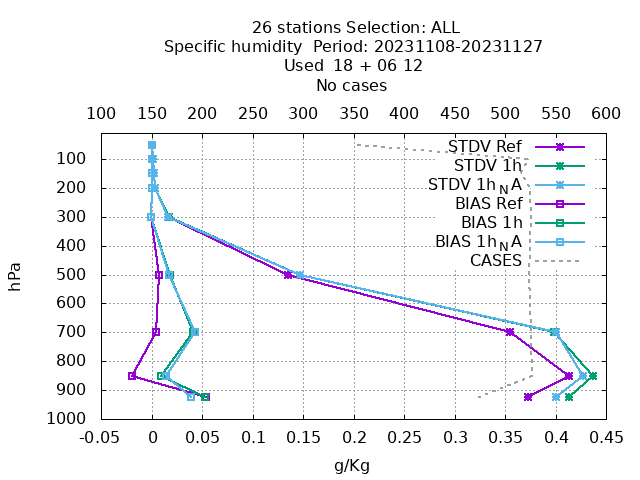 26 stations Selection: ALL
Specific humidity  Period: 20231108-20231127
Used  18 + 06 12
No cases
100 150 200 250 300 350 400 450 500 550 600
STDV Ref
STDV 1h
STDV 1h_NA
BIAS Ref
BIAS 1h
BIAS 1h_NA
CASES
100
200
300
400
500
600
700
800
900
1000
hPa
-0.05 0 0.05 0.1 0.15 0.2 0.25 0.3 0.35 0.4 0.45
g/Kg